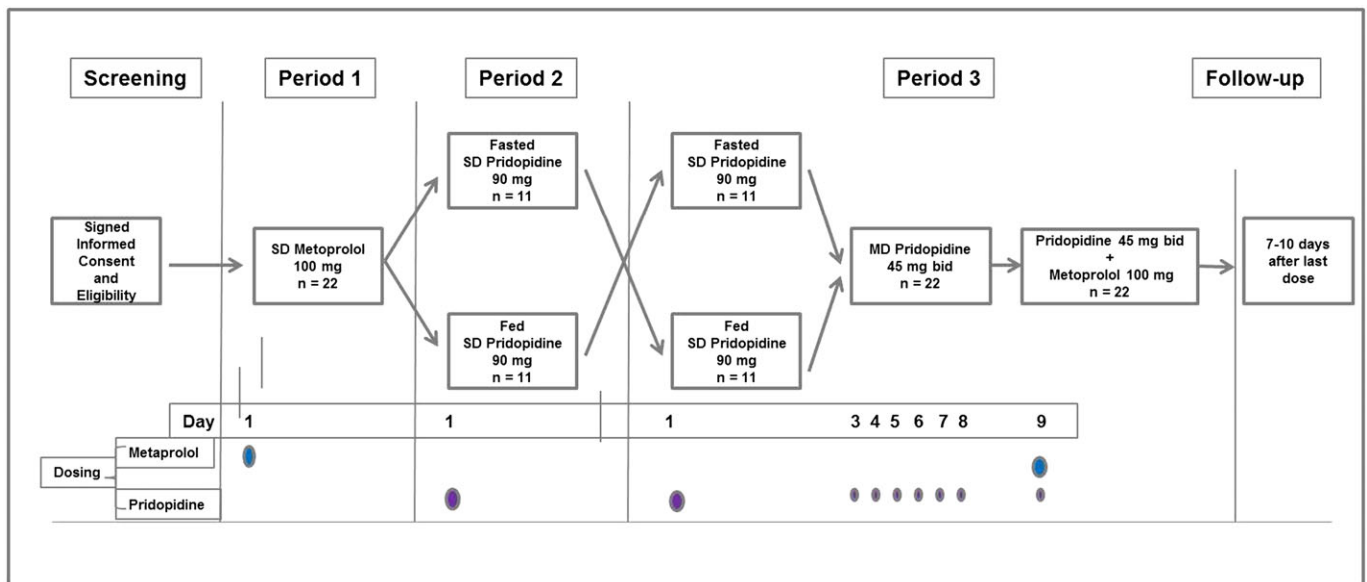 Screening
Period 1
Period 2
Period 3
Follow-up
Signed
Informed
Consent
and
Eligibility
SD Metoprolol
100 mg
n = 22
Fasted
SD Pridopidine
90 mg
n = 11
Fed
SD Pridopidine
90 mg
n = 11
Fasted
SD Pridopidine
90 mg
n = 11
Fed
SD Pridopidine
90 mg
n = 11
MD Pridopidine
45 mg bid
n = 22
Pridopidine 45 mg bid
+
Metoprolol 100 mg
n = 22
7-10 days
after last
dose
Day 1 1 1 3 4 5 6 7 8 9
Dosing
Metaprolol
Pridopidine